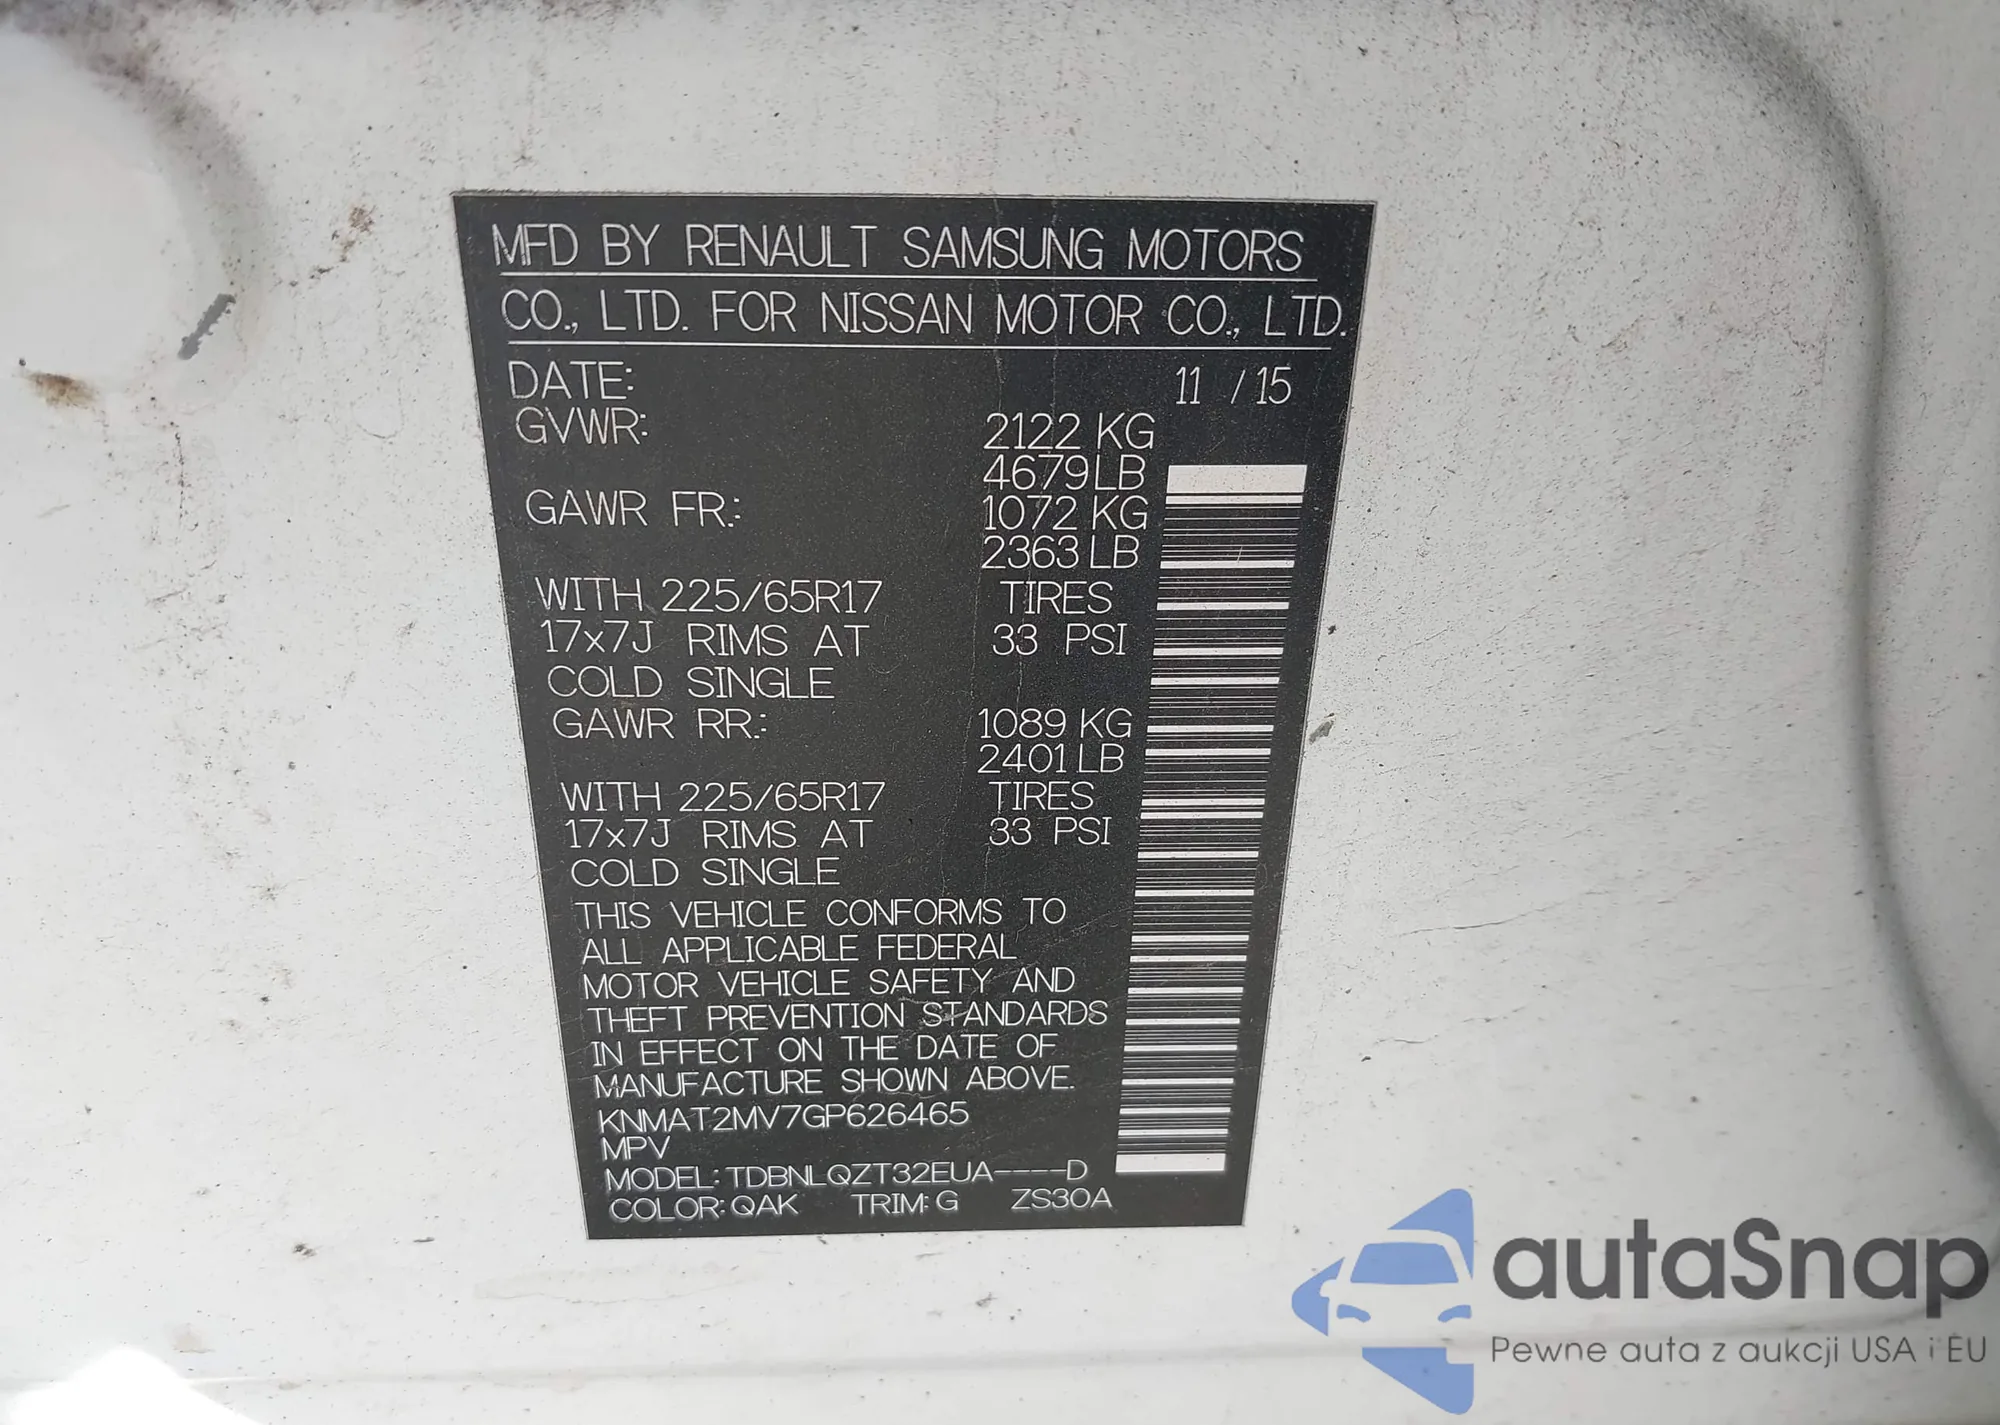 MFD BY RENAULT SAMSUNG MOTORS
CO., LTD. FOR NISSAN MOTOR CO., LTD.
DATE: 11 / 15
GVWR: 2122 KG
4679 LB
GAWR FR.: 1072 KG
2363 LB
WITH 225/65R17 TIRES
17x7J RIMS AT 33 PSI
COLD SINGLE
GAWR RR.: 1089 KG
2401 LB
WITH 225/65R17 TIRES
17x7J RIMS AT 33 PSI
COLD SINGLE
THIS VEHICLE CONFORMS TO
ALL APPLICABLE FEDERAL
MOTOR VEHICLE SAFETY AND
THEFT PREVENTION STANDARDS
IN EFFECT ON THE DATE OF
MANUFACTURE SHOWN ABOVE.
KNMAT2MV7GP626465
MPV
MODEL: TDBNLQZT32EUA----D
COLOR: QAK TRIM: G ZS30A
autaSnap
Pewne auta z aukcji USA i EU